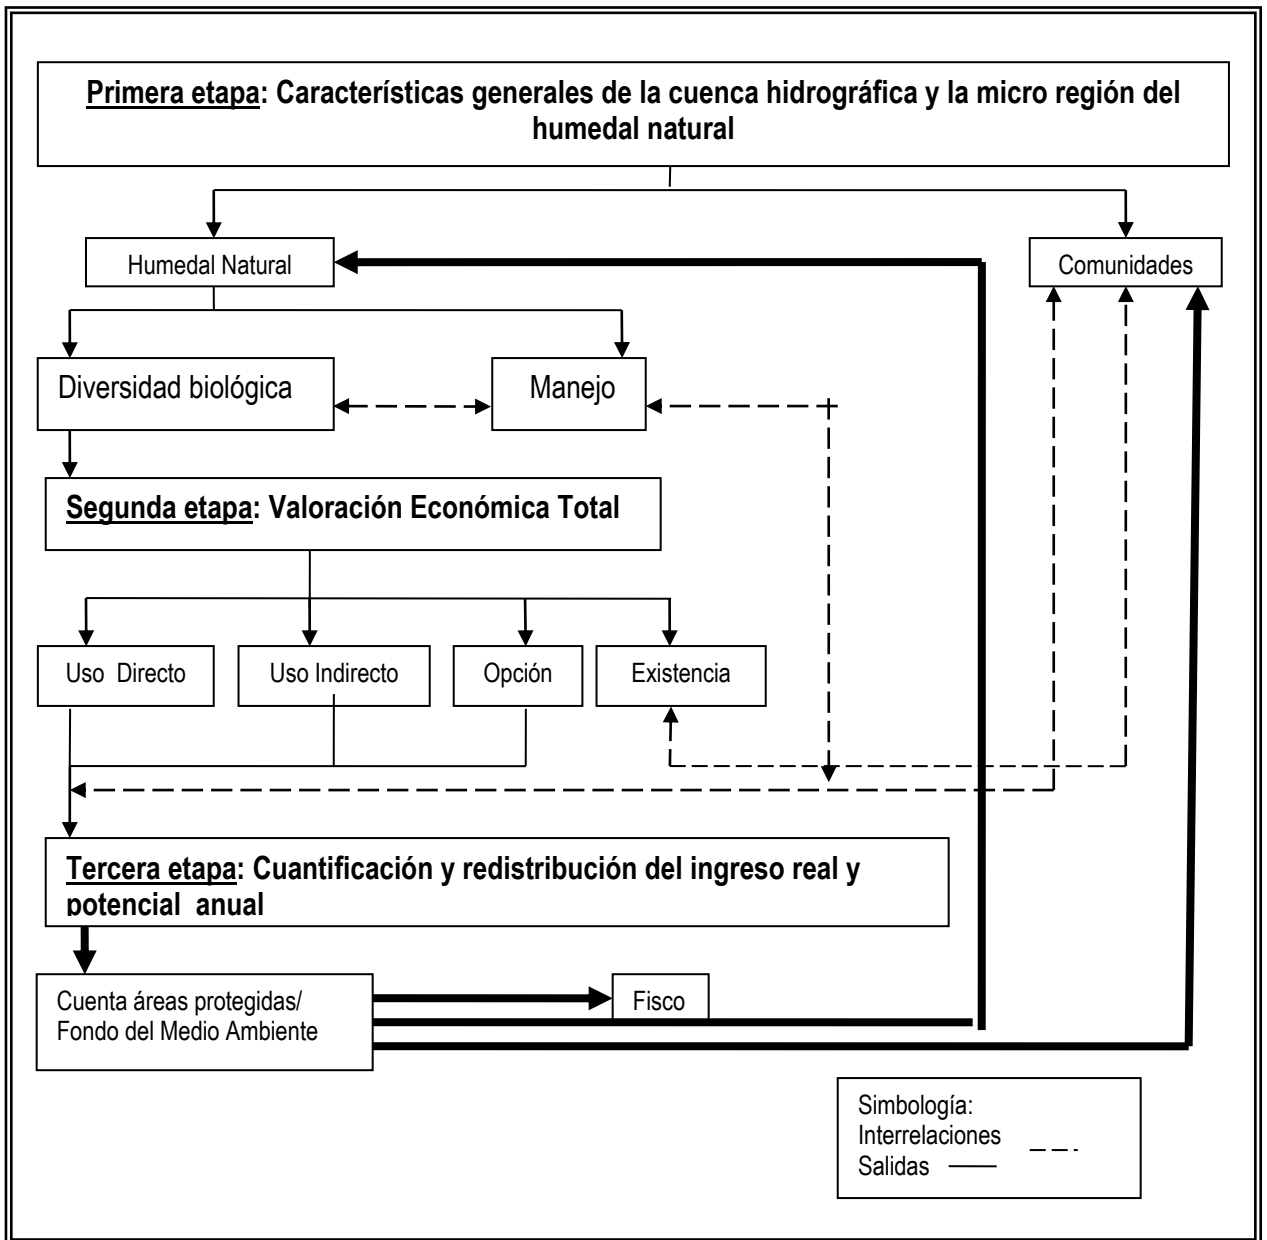 Primera etapa: Características generales de la cuenca hidrográfica y la micro región del
humedal natural
Humedal Natural
Comunidades
Diversidad biológica
Manejo
Segunda etapa: Valoración Económica Total
Uso Directo
Uso Indirecto
Opción
Existencia
Tercera etapa: Cuantificación y redistribución del ingreso real y
potencial anual
Cuenta áreas protegidas/
Fondo del Medio Ambiente
Fisco
Simbología:
Interrelaciones
Salidas